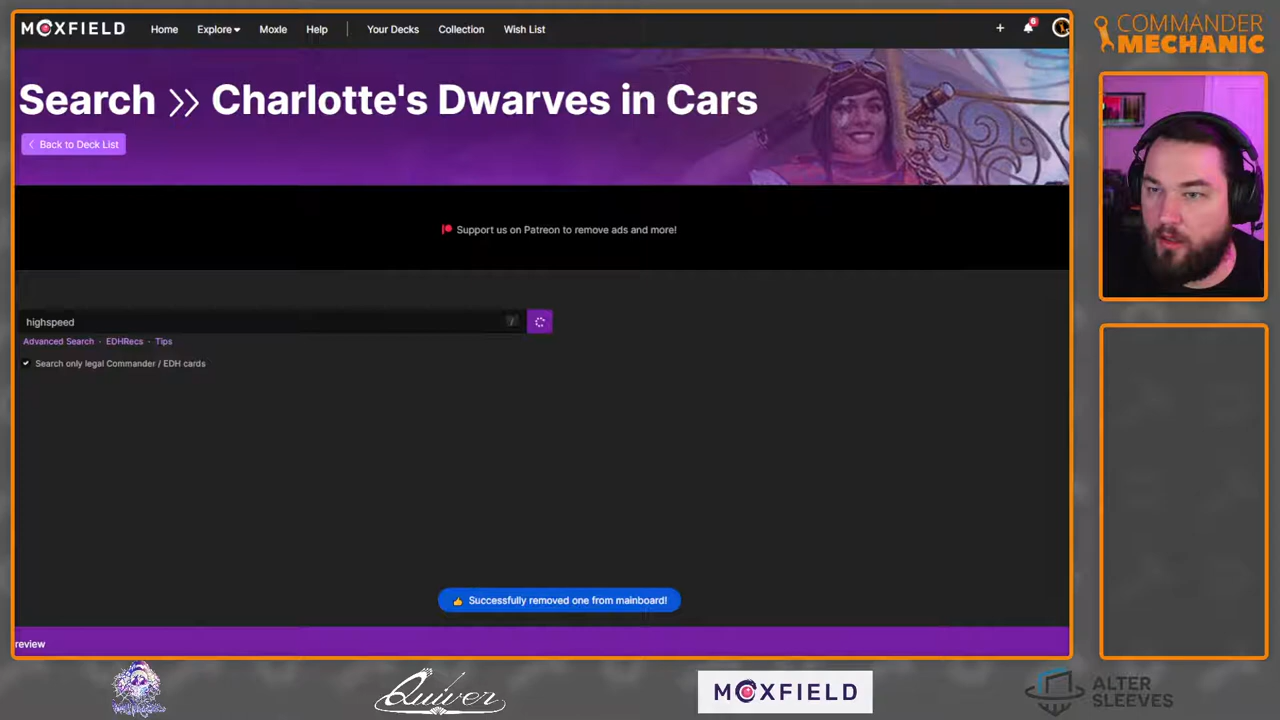 MOXFIELD
Home
Explore
Moxle
Help
Your Decks
Collection
Wish List
+
6
COMMANDER
MECHANIC
Search >> Charlotte's Dwarves in Cars
Back to Deck List
Support us on Patreon to remove ads and more!
highspeed
/
Advanced Search · EDHRecs · Tips
Search only legal Commander / EDH cards
Successfully removed one from mainboard!
review
Quiver
MOXFIELD
ALTER
SLEEVES